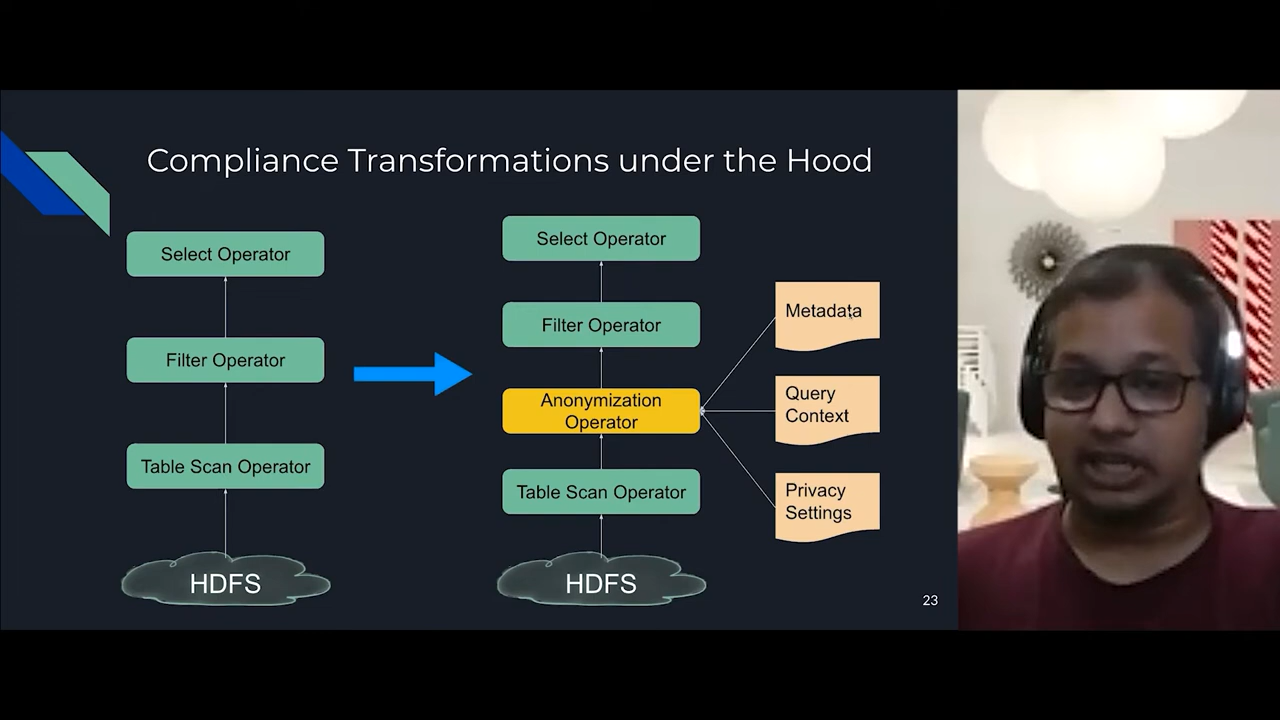 Compliance Transformations under the Hood
Select Operator
Filter Operator
Table Scan Operator
HDFS
Select Operator
Filter Operator
Anonymization
Operator
Table Scan Operator
HDFS
Metadata
Query
Context
Privacy
Settings
23